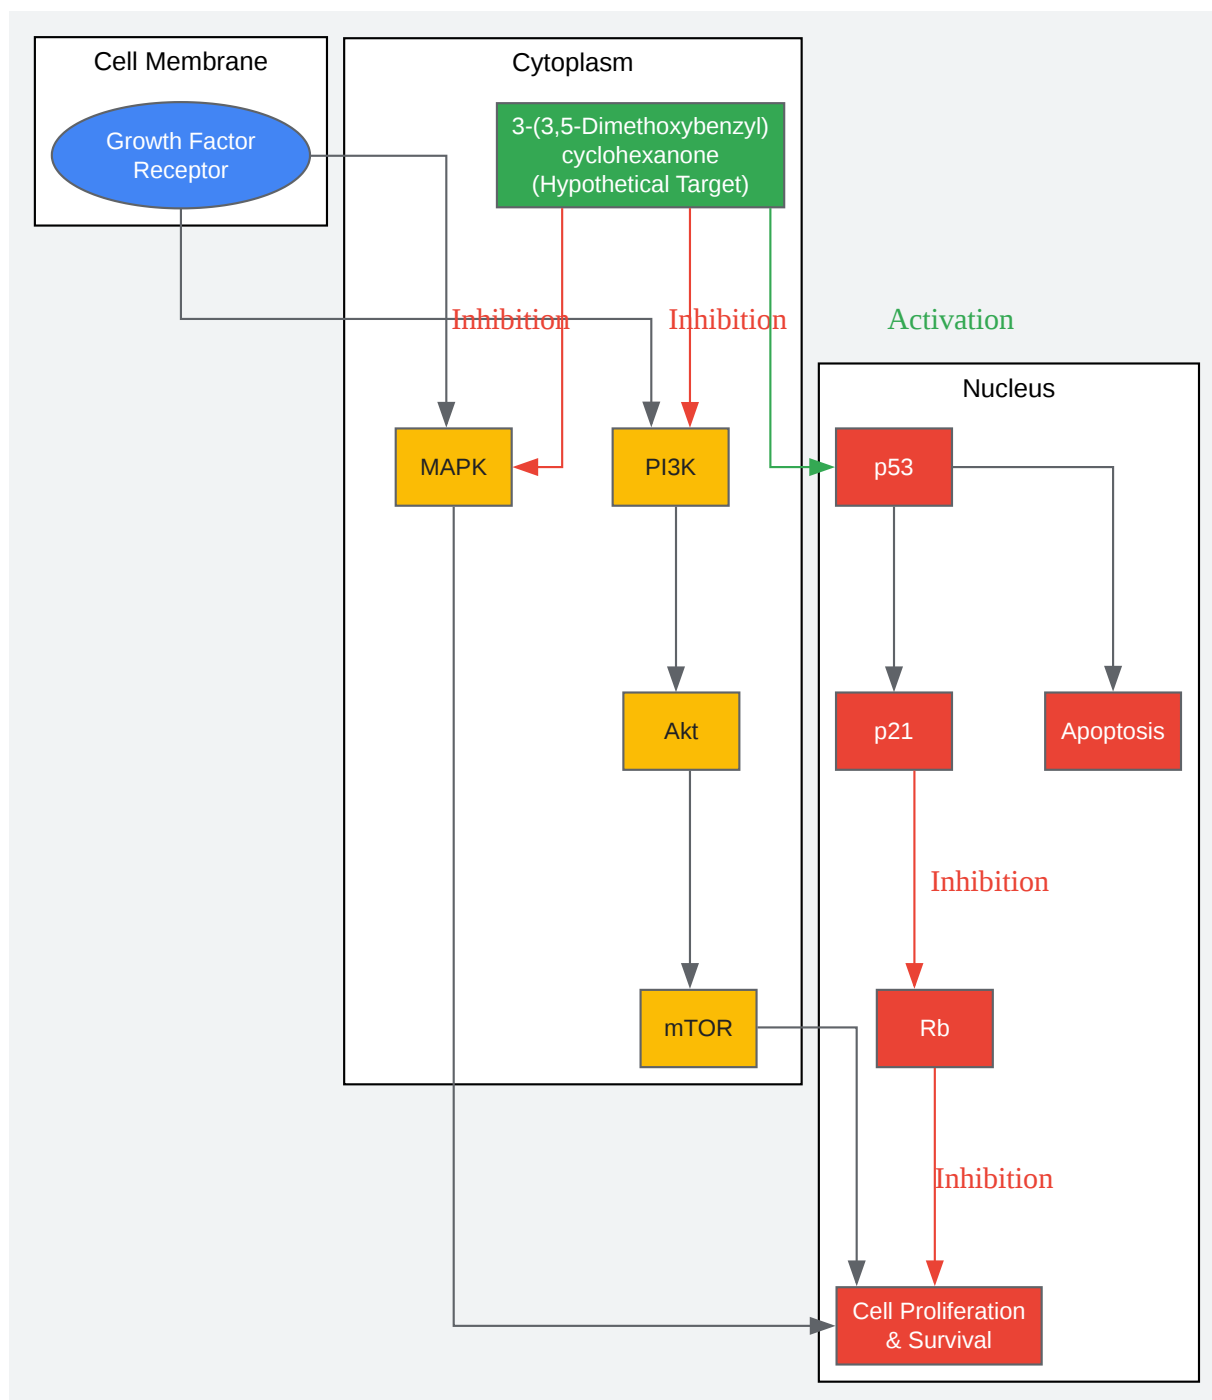 Cell Membrane
Growth Factor
Receptor
Cytoplasm
3-(3,5-Dimethoxybenzyl)
cyclohexanone
(Hypothetical Target)
Inhibition
Inhibition
Activation
Nucleus
MAPK
PI3K
p53
Akt
p21
Apoptosis
Inhibition
mTOR
Rb
Inhibition
Cell Proliferation
& Survival